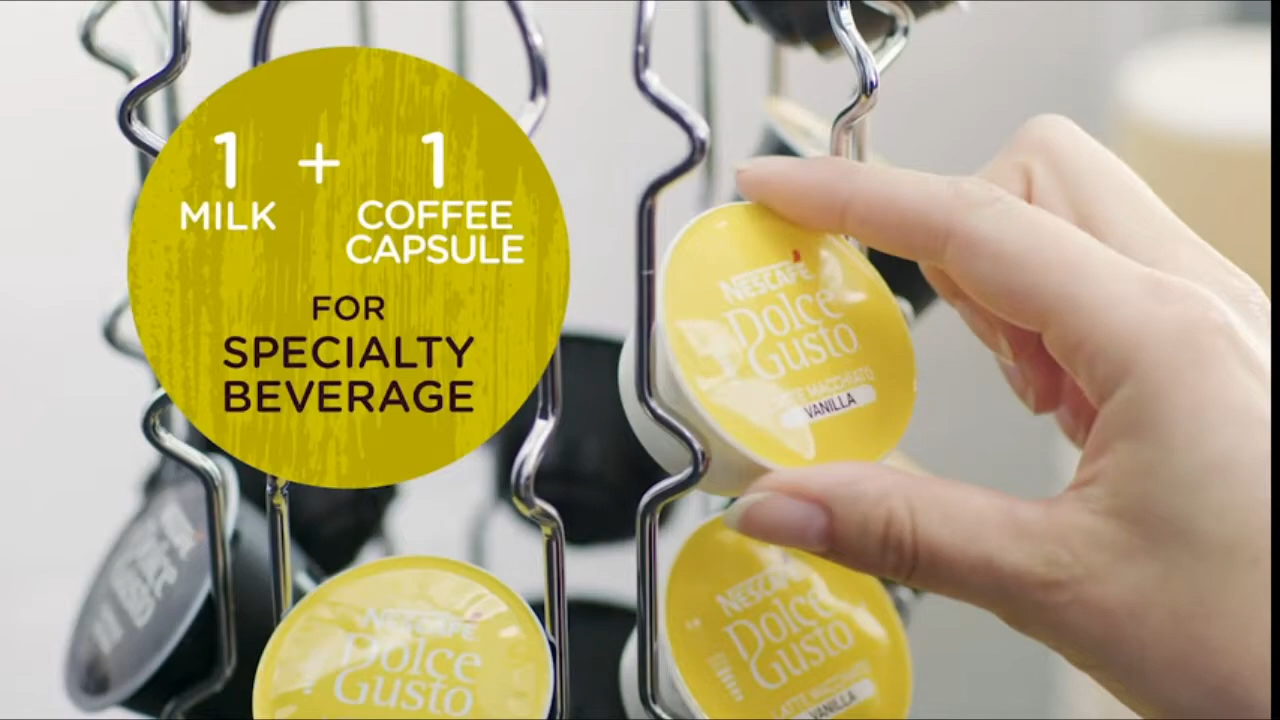 1 + 1
MILK COFFEE
CAPSULE
FOR
SPECIALTY
BEVERAGE
NESCAFÉ
Dolce
Gusto
MACCHIATO
VANILLA
NESCAFÉ
Dolce
Gusto
NESCAFÉ
Dolce
Gusto
LATTE MACCHIATO
VANILLA